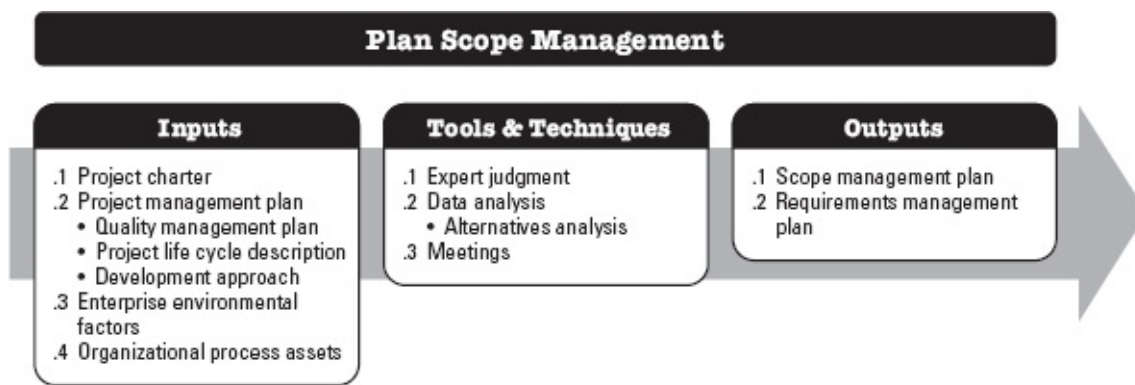 Plan Scope Management
Inputs
.1 Project charter
.2 Project management plan
• Quality management plan
• Project life cycle description
• Development approach
.3 Enterprise environmental
factors
.4 Organizational process assets
Tools & Techniques
.1 Expert judgment
.2 Data analysis
• Alternatives analysis
.3 Meetings
Outputs
.1 Scope management plan
.2 Requirements management
plan